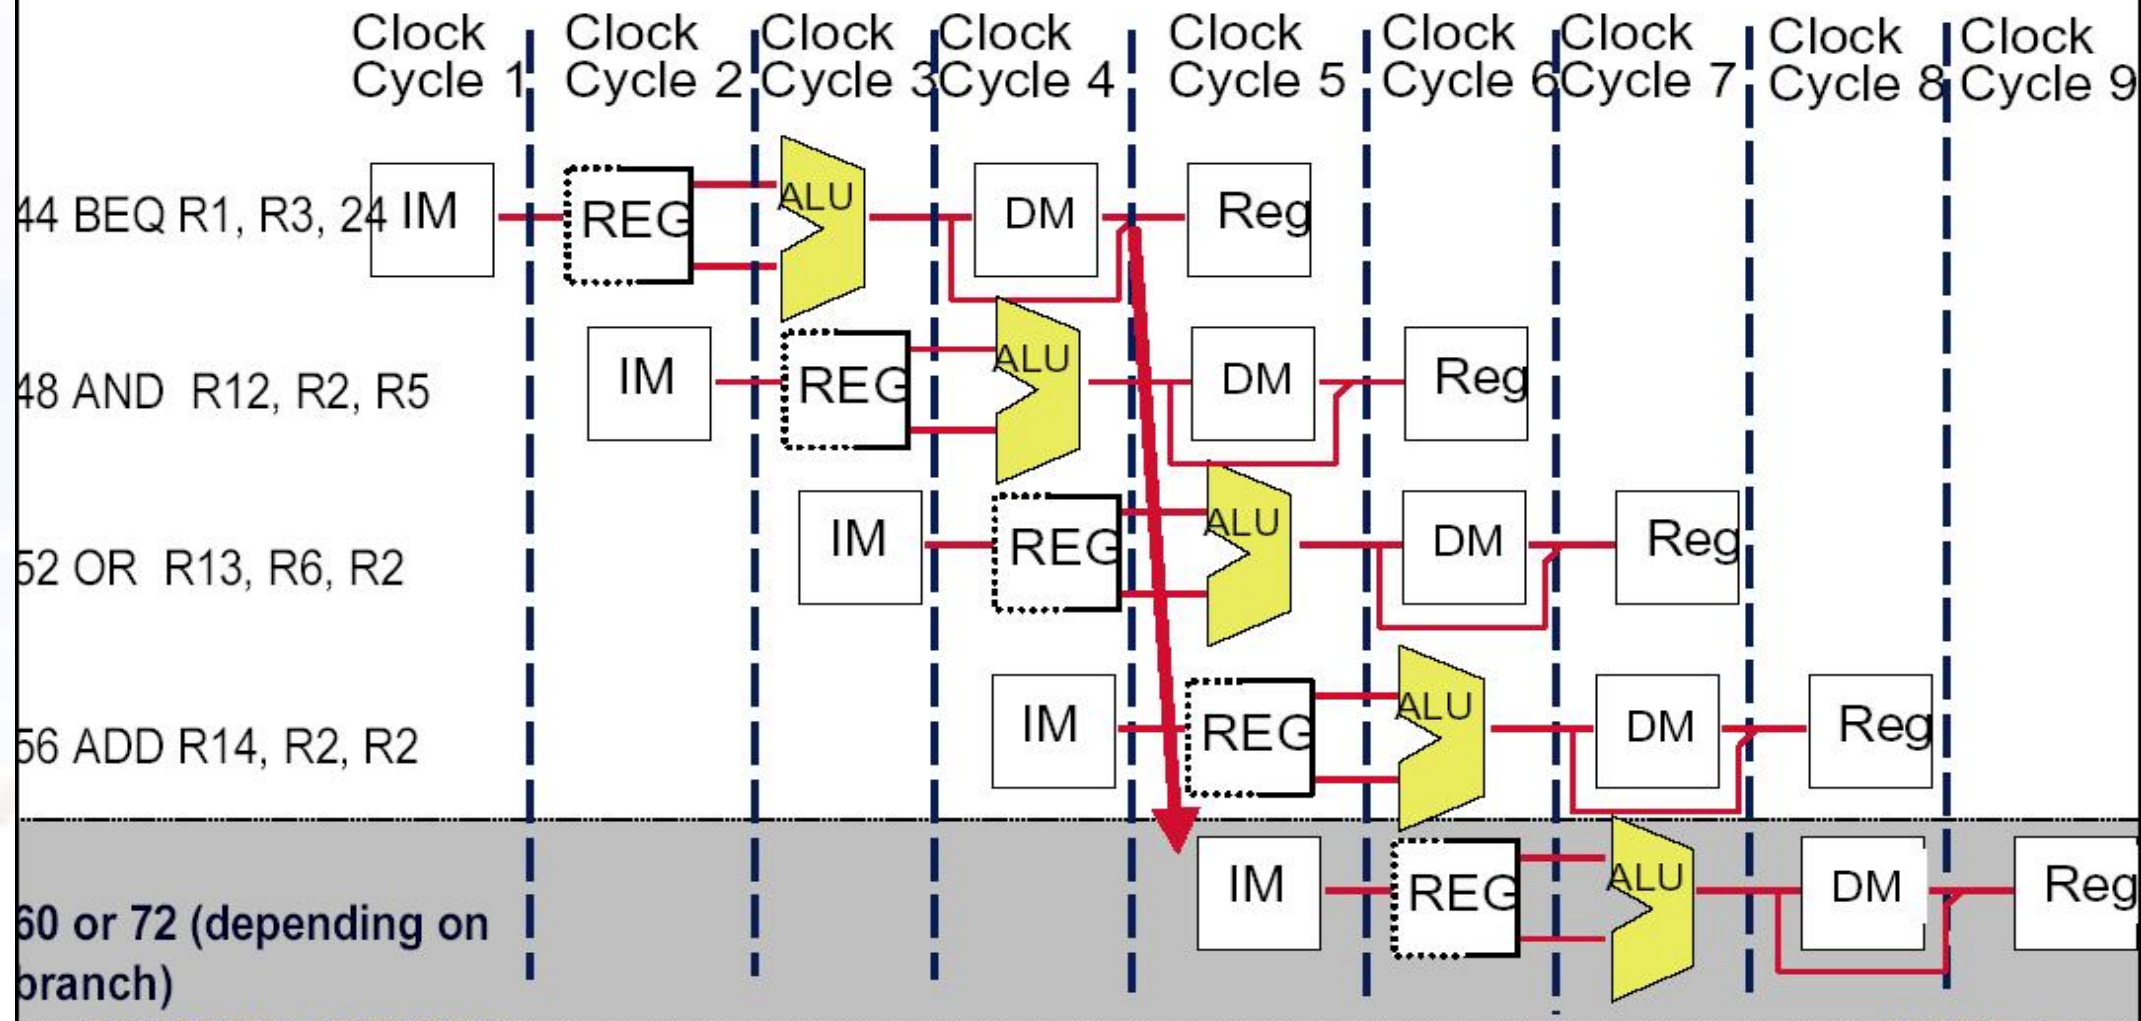 Clock Cycle 1
Clock Cycle 2
Clock Cycle 3
Clock Cycle 4
Clock Cycle 5
Clock Cycle 6
Clock Cycle 7
Clock Cycle 8
Clock Cycle 9
44 BEQ R1, R3, 24
IM
REG
ALU
DM
Reg
48 AND R12, R2, R5
IM
REG
ALU
DM
Reg
52 OR R13, R6, R2
IM
REG
ALU
DM
Reg
56 ADD R14, R2, R2
IM
REG
ALU
DM
Reg
60 or 72 (depending on
branch)
IM
REG
ALU
DM
Reg